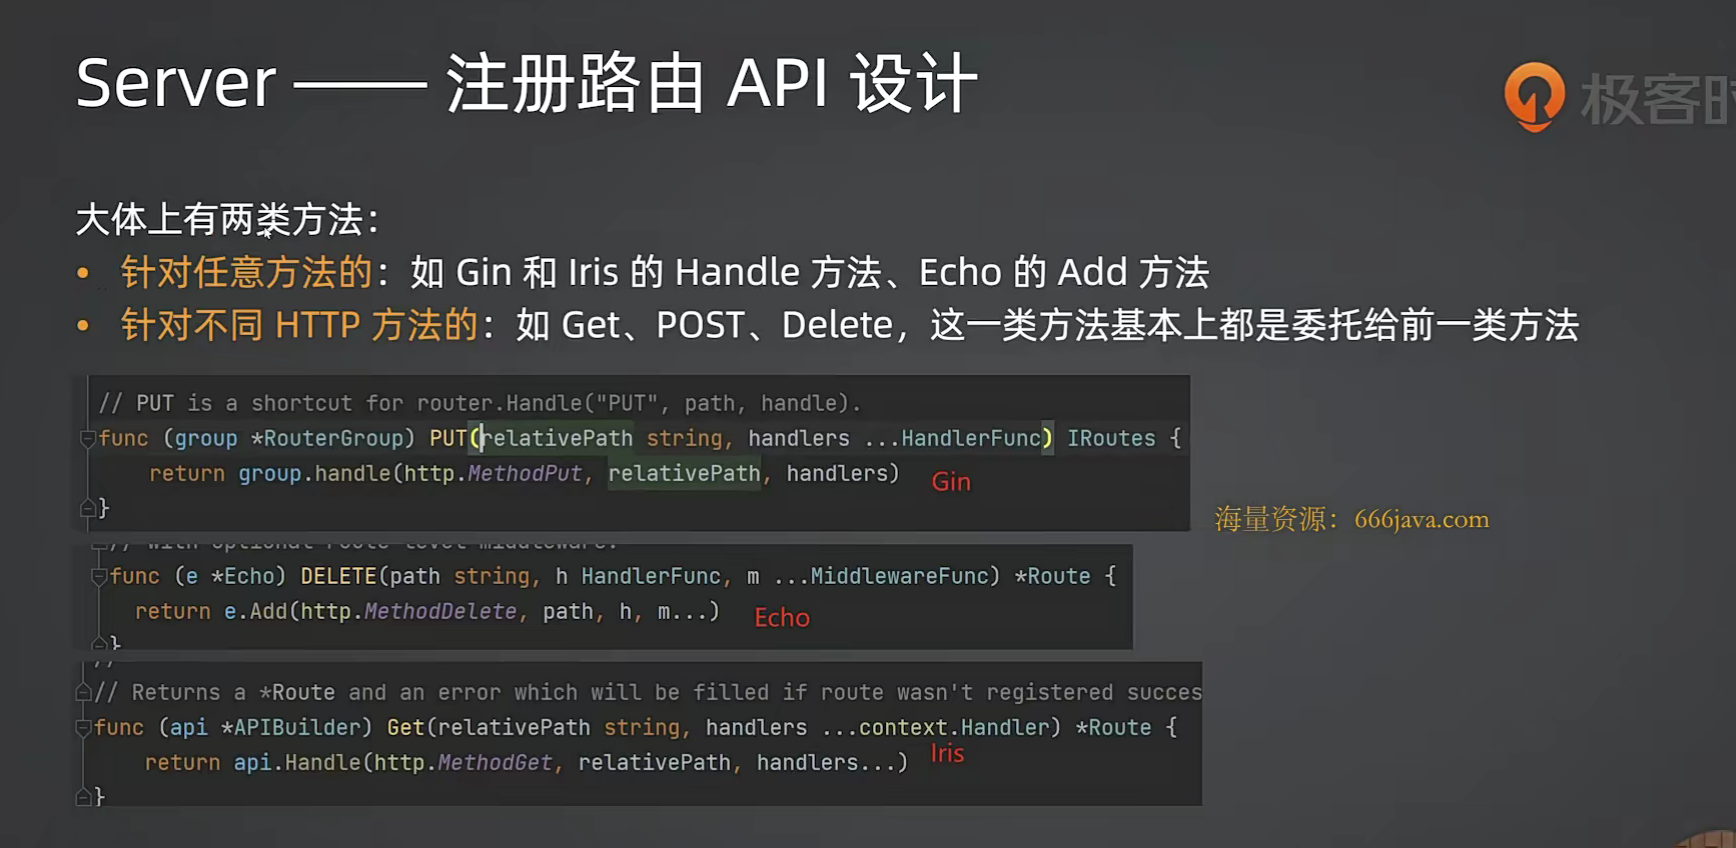 Server —— 注册路由 API 设计
极客时
大体上有两类方法：
• 针对任意方法的：如 Gin 和 Iris 的 Handle 方法、Echo 的 Add 方法
• 针对不同 HTTP 方法的：如 Get、POST、Delete，这一类方法基本上都是委托给前一类方法
// PUT is a shortcut for router.Handle("PUT", path, handle).
func (group *RouterGroup) PUT(relativePath string, handlers ...HandlerFunc) IRoutes {
return group.handle(http.MethodPut, relativePath, handlers)
Gin
}
海量资源：666java.com
// with optional route-level middleware.
func (e *Echo) DELETE(path string, h HandlerFunc, m ...MiddlewareFunc) *Route {
return e.Add(http.MethodDelete, path, h, m...)
Echo
}
//
// Returns a *Route and an error which will be filled if route wasn't registered succes
func (api *APIBuilder) Get(relativePath string, handlers ...context.Handler) *Route {
return api.Handle(http.MethodGet, relativePath, handlers...)
Iris
}